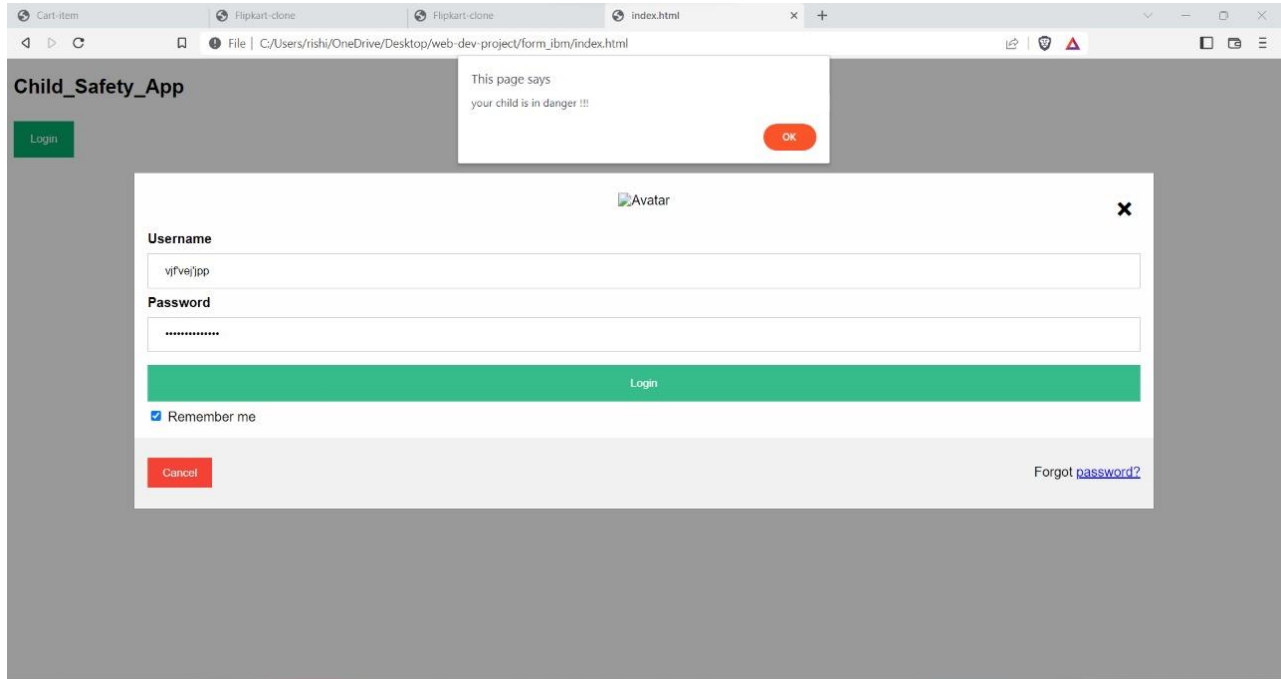 Cart-item
Flipkart-clone
Flipkart-clone
index.html
File | C:/Users/rishi/OneDrive/Desktop/web-dev-project/form_ibm/index.html
This page says
your child is in danger !!!
OK
Child_Safety_App
Login
Avatar
Username
vjf'vej'jpp
Password
••••••••••••••
Login
Remember me
Cancel
Forgot password?